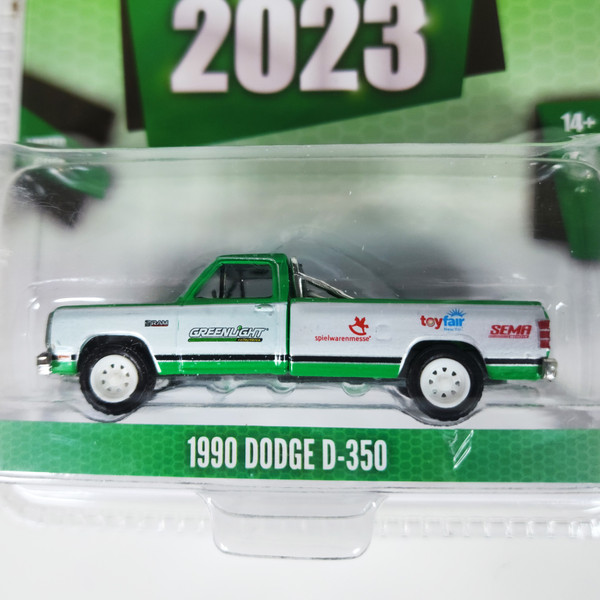 2023
14+
RAM
GREENLIGHT
spielwarenmesse
toyfair
SEMA
1990 DODGE D-350